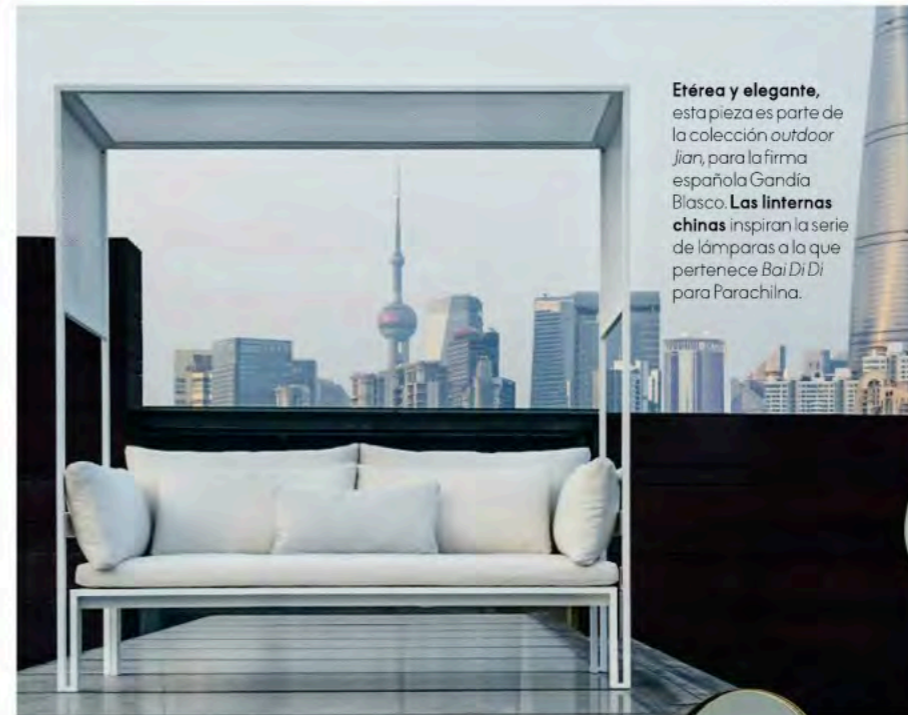 Etérea y elegante,
esta pieza es parte de
la colección outdoor
Jian, para la firma
española Gandía
Blasco. Las linternas
chinas inspiran la serie
de lámparas a la que
pertenece Bai Di Di
para Parachilna.